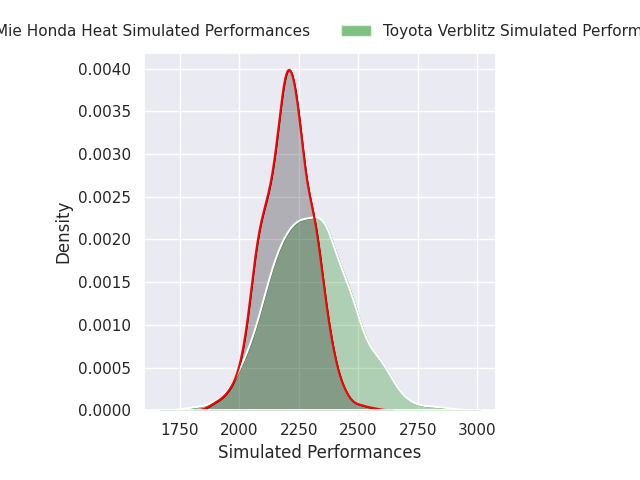 Mie Honda Heat Simulated Performances
Toyota Verblitz Simulated Perform
0.0040
0.0035
0.0030
0.0025
0.0020
0.0015
0.0010
0.0005
0.0000
Density
1750 2000 2250 2500 2750 3000
Simulated Performances